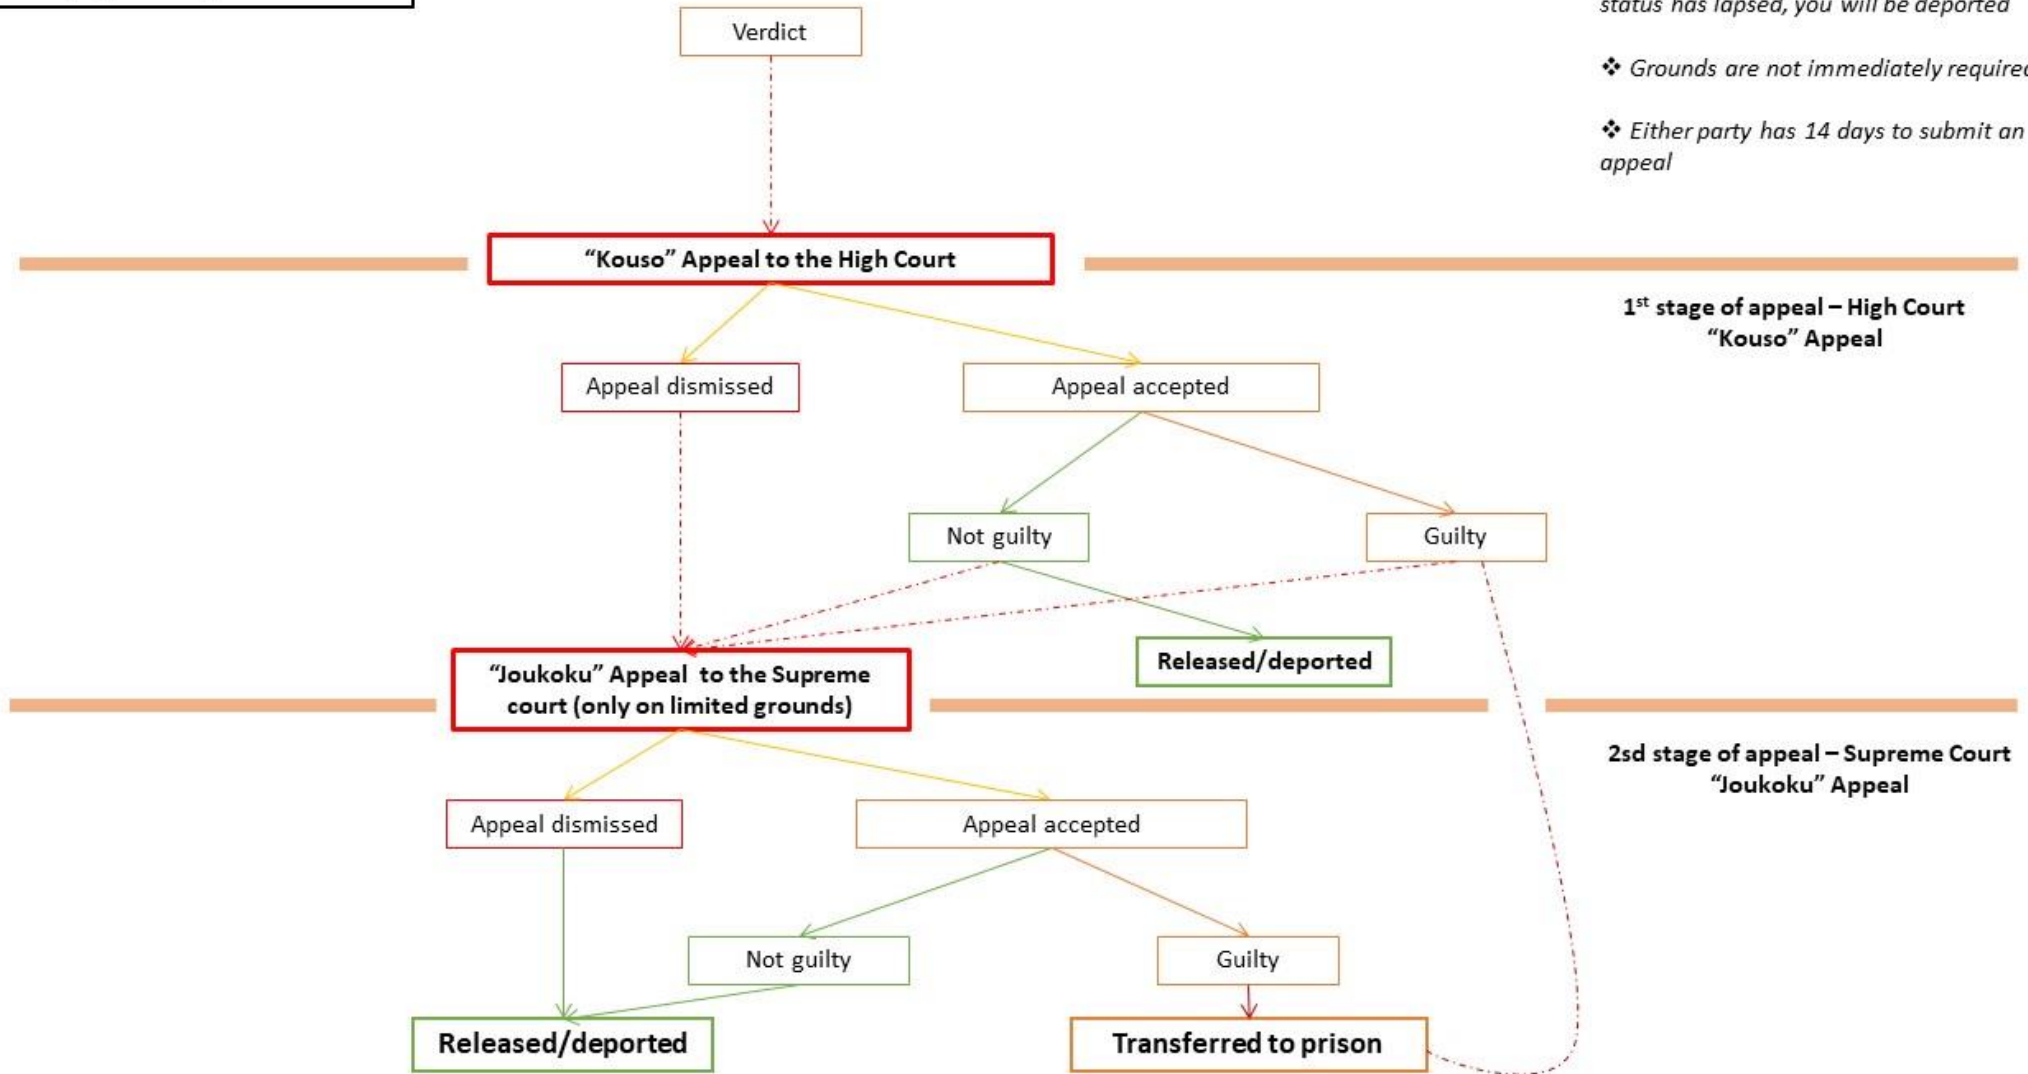 status has lapsed, you will be deported
Verdict
❖ Grounds are not immediately required
❖ Either party has 14 days to submit an
appeal
“Kouso” Appeal to the High Court
1st stage of appeal – High Court
“Kouso” Appeal
Appeal dismissed
Appeal accepted
Not guilty
Guilty
Released/deported
“Joukoku” Appeal to the Supreme
court (only on limited grounds)
2sd stage of appeal – Supreme Court
“Joukoku” Appeal
Appeal dismissed
Appeal accepted
Not guilty
Guilty
Released/deported
Transferred to prison